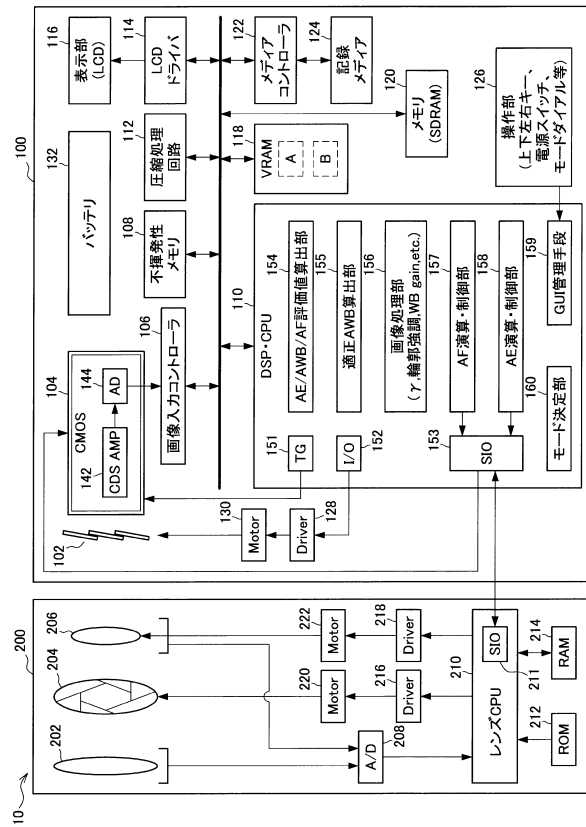 10
200
202
204
206
220
Motor
222
Motor
216
Driver
218
Driver
A/D
208
210
レンズCPU
SIO
211
212
ROM
214
RAM
100
102
104
CMOS
142
CDS AMP
144
AD
106
画像入力コントローラ
132
バッテリ
108
不揮発性
メモリ
112
圧縮処理
回路
116
表示部
(LCD)
114
LCD
ドライバ
130
Motor
128
Driver
110
DSP・CPU
151
TG
152
I/O
153
SIO
154
AE/AWB/AF評価値算出部
155
適正AWB算出部
156
画像処理部
(γ,輪郭強調,WB gain,etc.)
157
AF演算・制御部
158
AE演算・制御部
159
GUI管理手段
160
モード決定部
118
VRAM
A
B
122
メディア
コントローラ
124
記録
メディア
120
メモリ
(SDRAM)
126
操作部
(上下左右キー、
電源スイッチ、
モードダイアル等)